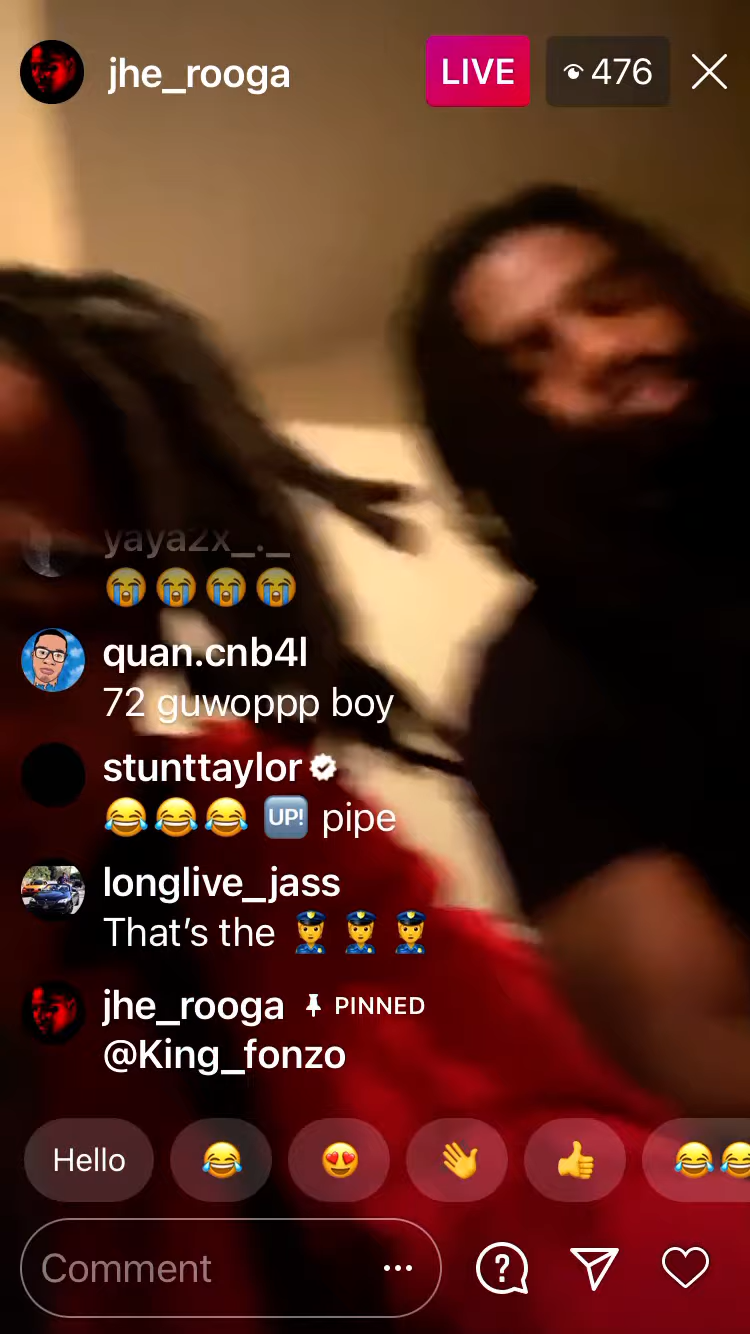 jhe_rooga
LIVE
476
yaya2x_._
😭😭😭😭
quan.cnb4l
72 guwoppp boy
stunttaylor
😂😂😂 🆙 pipe
longlive_jass
That’s the 👮👮👮
jhe_rooga 📌 PINNED
@King_fonzo
Hello 😂 😍 👋 👍 😂😂
Comment